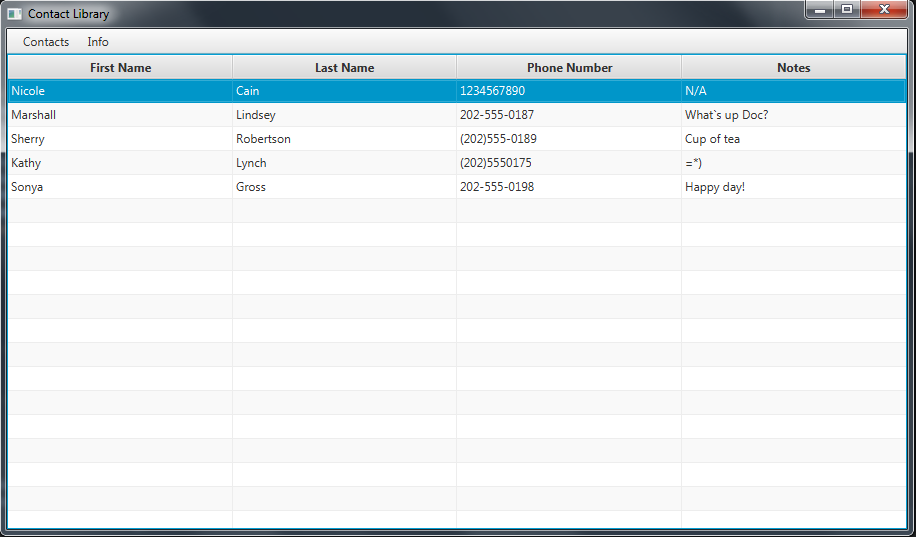 Contact Library
Contacts Info
First Name Last Name Phone Number Notes
Nicole Cain 1234567890 N/A
Marshall Lindsey 202-555-0187 What`s up Doc?
Sherry Robertson (202)555-0189 Cup of tea
Kathy Lynch (202)5550175 =*)
Sonya Gross 202-555-0198 Happy day!